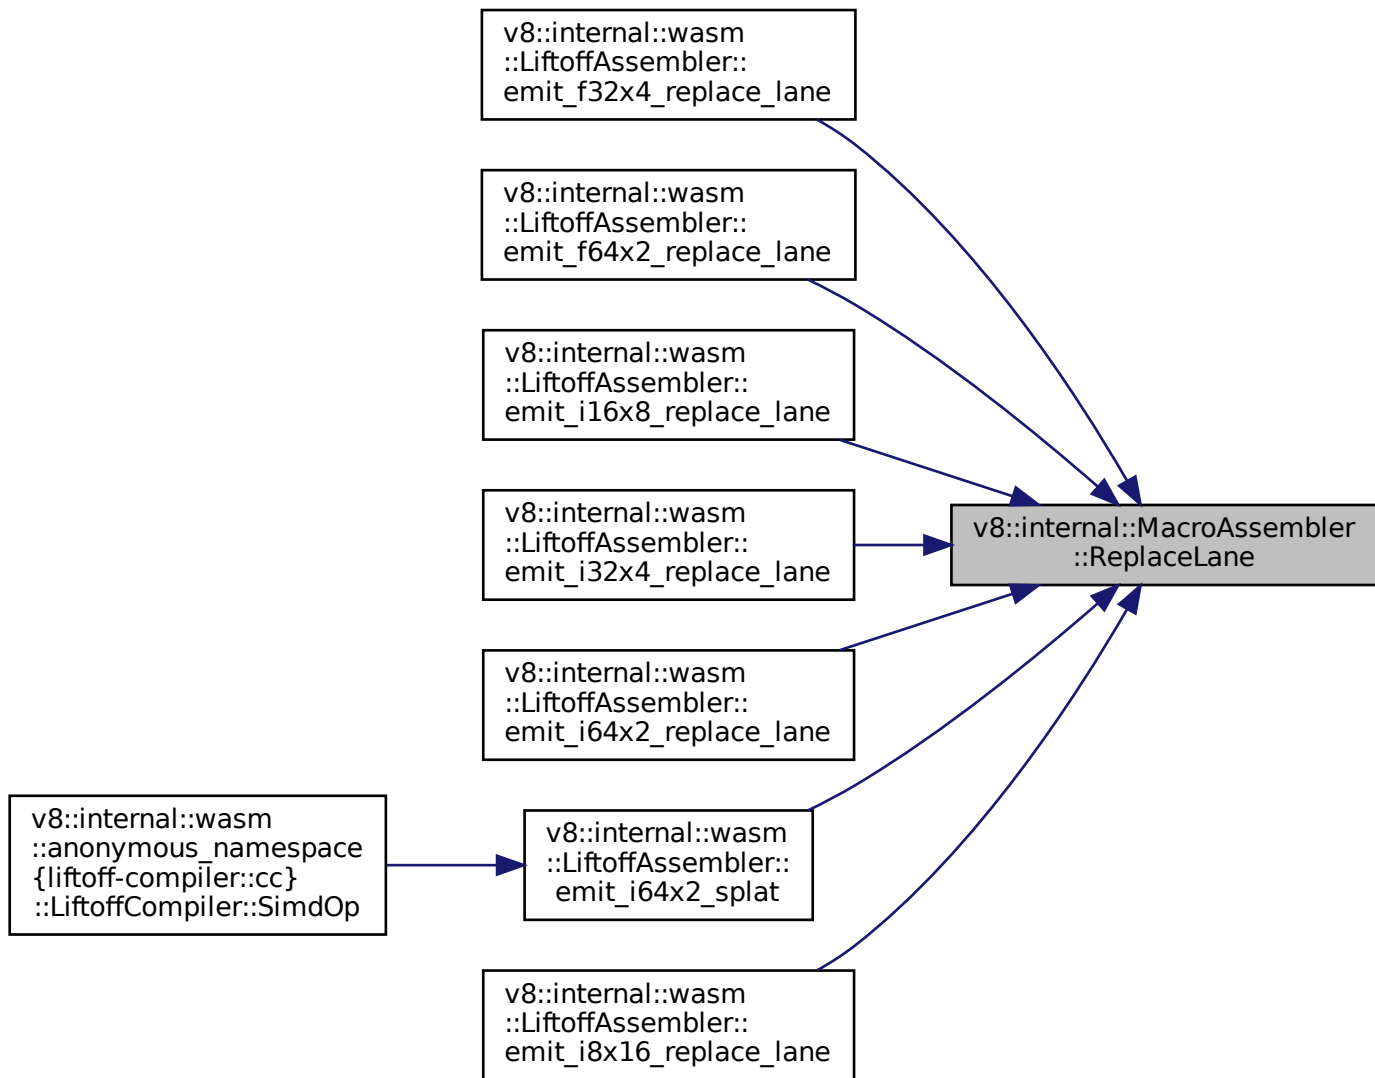 v8::internal::wasm
::LiftoffAssembler::
emit_f32x4_replace_lane
v8::internal::wasm
::LiftoffAssembler::
emit_f64x2_replace_lane
v8::internal::wasm
::LiftoffAssembler::
emit_i16x8_replace_lane
v8::internal::wasm
::LiftoffAssembler::
emit_i32x4_replace_lane
v8::internal::MacroAssembler
::ReplaceLane
v8::internal::wasm
::LiftoffAssembler::
emit_i64x2_replace_lane
v8::internal::wasm
::anonymous_namespace
{liftoff-compiler::cc}
::LiftoffCompiler::SimdOp
v8::internal::wasm
::LiftoffAssembler::
emit_i64x2_splat
v8::internal::wasm
::LiftoffAssembler::
emit_i8x16_replace_lane